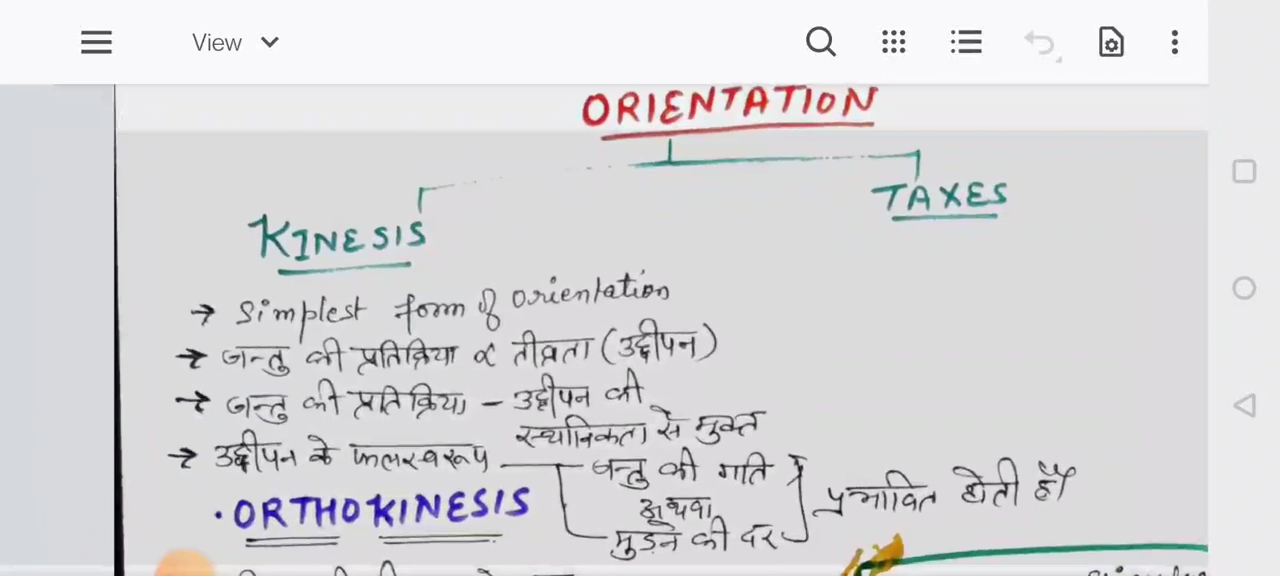 View
ORIENTATION
KINESIS
TAXES
→ Simplest form of orientation
→ जन्तु की प्रतिक्रिया ∝ तीव्रता (उद्दीपन)
→ जन्तु की प्रतिक्रिया – उद्दीपन की
स्थानिकता से मुक्त
→ उद्दीपन के फलस्वरूप
जन्तु की गति
अथवा
मुड़ने की दर
प्रभावित होती है।
· ORTHOKINESIS